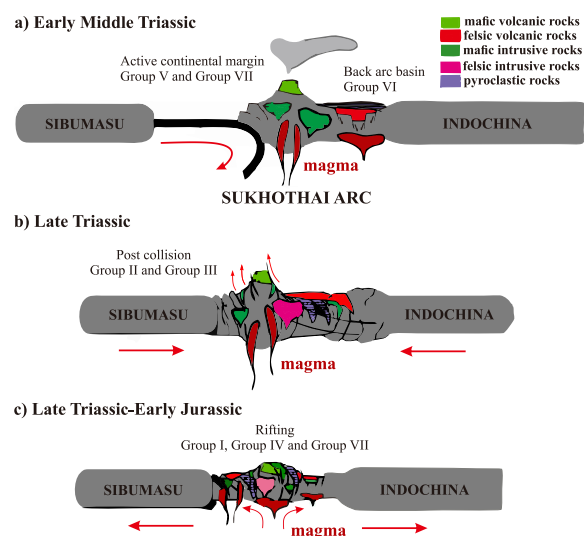 a) Early Middle Triassic
mafic volcanic rocks
felsic volcanic rocks
mafic intrusive rocks
felsic intrusive rocks
pyroclastic rocks
Active continental margin
Group V and Group VII
Back arc basin
Group VI
SIBUMASU
INDOCHINA
magma
SUKHOTHAI ARC
b) Late Triassic
Post collision
Group II and Group III
SIBUMASU
INDOCHINA
magma
c) Late Triassic-Early Jurassic
Rifting
Group I, Group IV and Group VII
SIBUMASU
INDOCHINA
magma